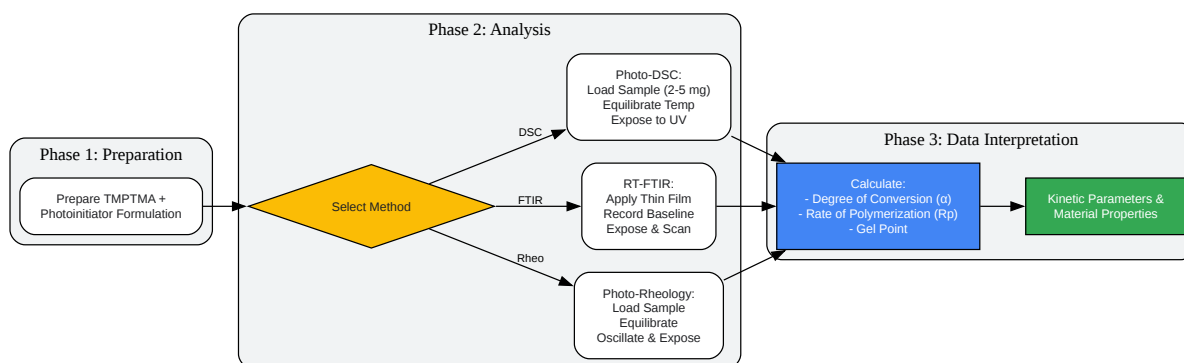 Phase 1: Preparation
Prepare TMPTMA +
Photoinitiator Formulation
Phase 2: Analysis
Select Method
DSC
FTIR
Rheo
Photo-DSC:
Load Sample (2-5 mg)
Equilibrate Temp
Expose to UV
RT-FTIR:
Apply Thin Film
Record Baseline
Expose & Scan
Photo-Rheology:
Load Sample
Equilibrate
Oscillate & Expose
Phase 3: Data Interpretation
Calculate:
- Degree of Conversion (α)
- Rate of Polymerization (Rp)
- Gel Point
Kinetic Parameters &
Material Properties